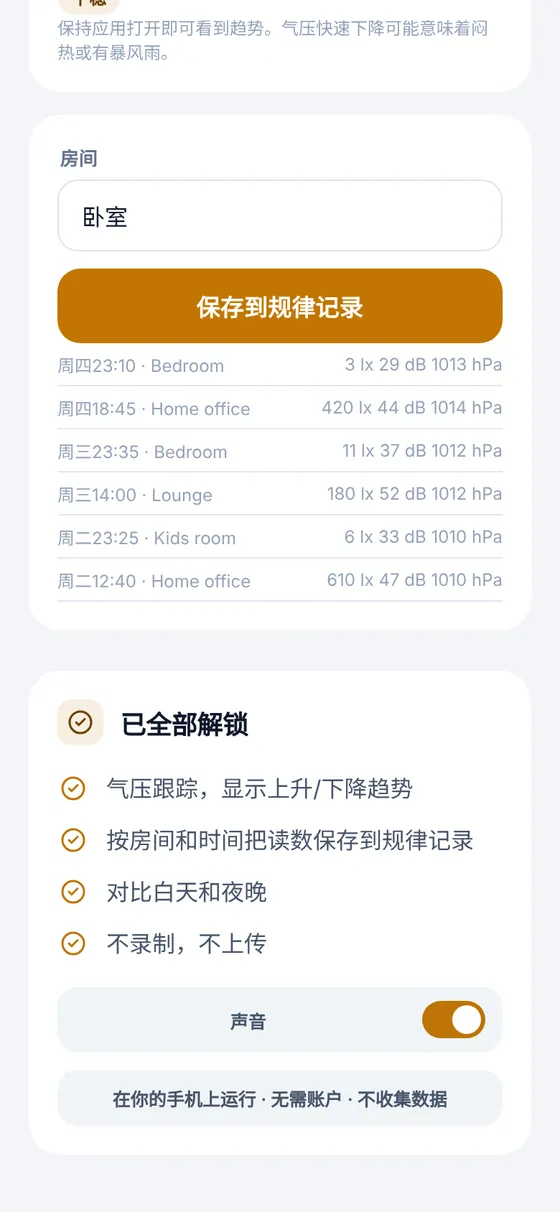 保持应用打开即可看到趋势。气压快速下降可能意味着闷
热或有暴风雨。
房间
卧室
保存到规律记录
周四23:10 · Bedroom 3 lx 29 dB 1013 hPa
周四18:45 · Home office 420 lx 44 dB 1014 hPa
周三23:35 · Bedroom 11 lx 37 dB 1012 hPa
周三14:00 · Lounge 180 lx 52 dB 1012 hPa
周二23:25 · Kids room 6 lx 33 dB 1010 hPa
周二12:40 · Home office 610 lx 47 dB 1010 hPa
已全部解锁
气压跟踪，显示上升/下降趋势
按房间和时间把读数保存到规律记录
对比白天和夜晚
不录制，不上传
声音
在你的手机上运行 · 无需账户 · 不收集数据